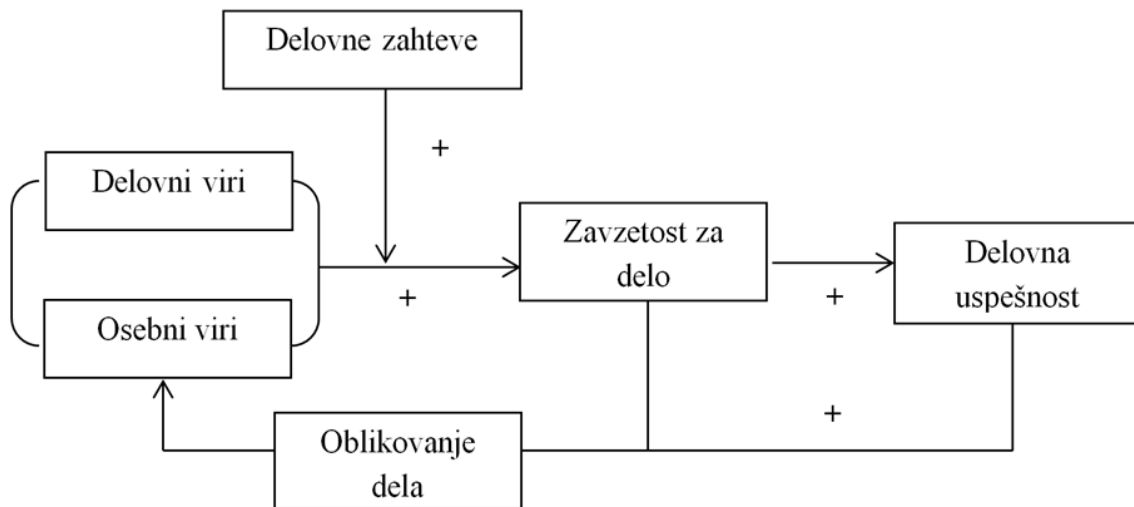 Delovne zahteve
+
Delovni viri
Zavzetost za
delo
Delovna
uspešnost
+
+
Osebni viri
+
Oblikovanje
dela